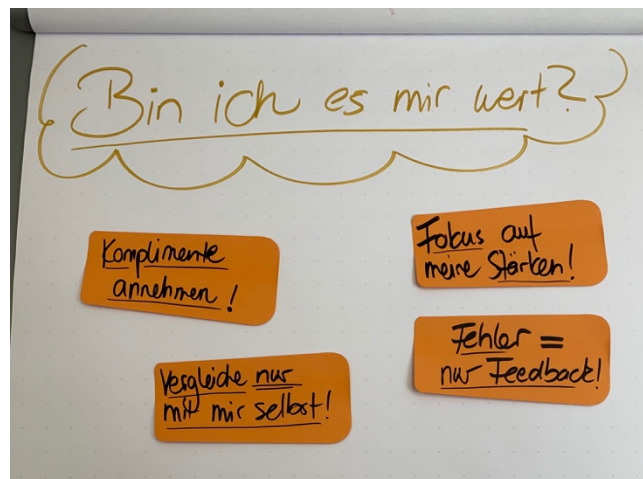 Bin ich es mir wert?
Komplimente
annehmen!
Fokus auf
meine Stärken!
Vergleiche nur
mit mir selbst!
Fehler =
nur Feedback!